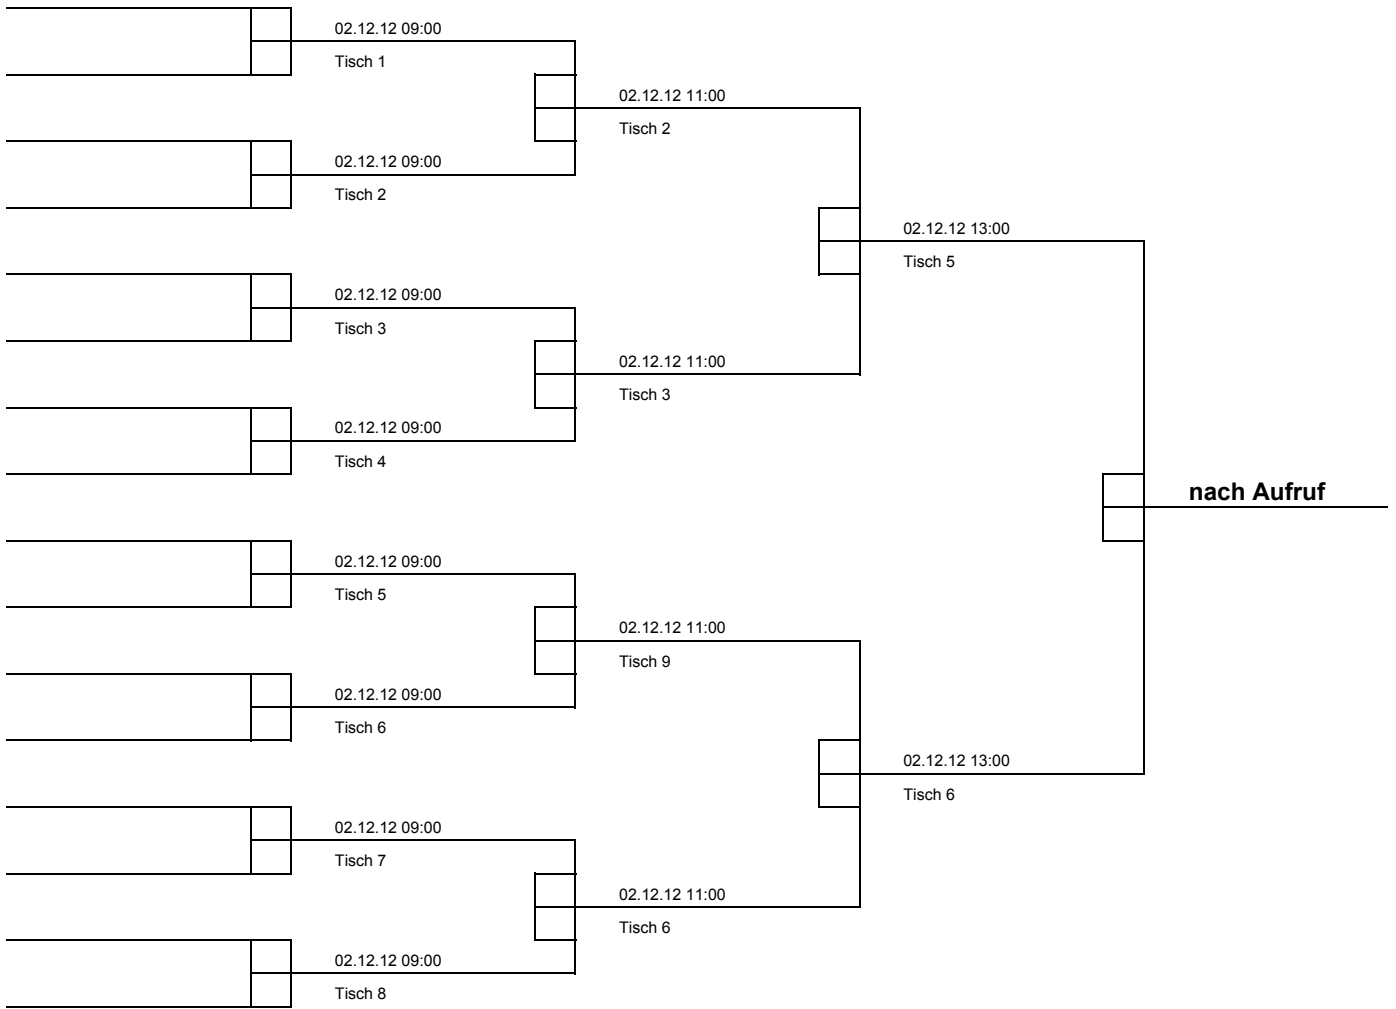 02.12.12 09:00
Tisch 1
02.12.12 11:00
Tisch 2
02.12.12 09:00
Tisch 2
02.12.12 13:00
Tisch 5
02.12.12 09:00
Tisch 3
02.12.12 11:00
Tisch 3
02.12.12 09:00
Tisch 4
nach Aufruf
02.12.12 09:00
Tisch 5
02.12.12 11:00
Tisch 9
02.12.12 09:00
Tisch 6
02.12.12 13:00
Tisch 6
02.12.12 09:00
Tisch 7
02.12.12 11:00
Tisch 6
02.12.12 09:00
Tisch 8